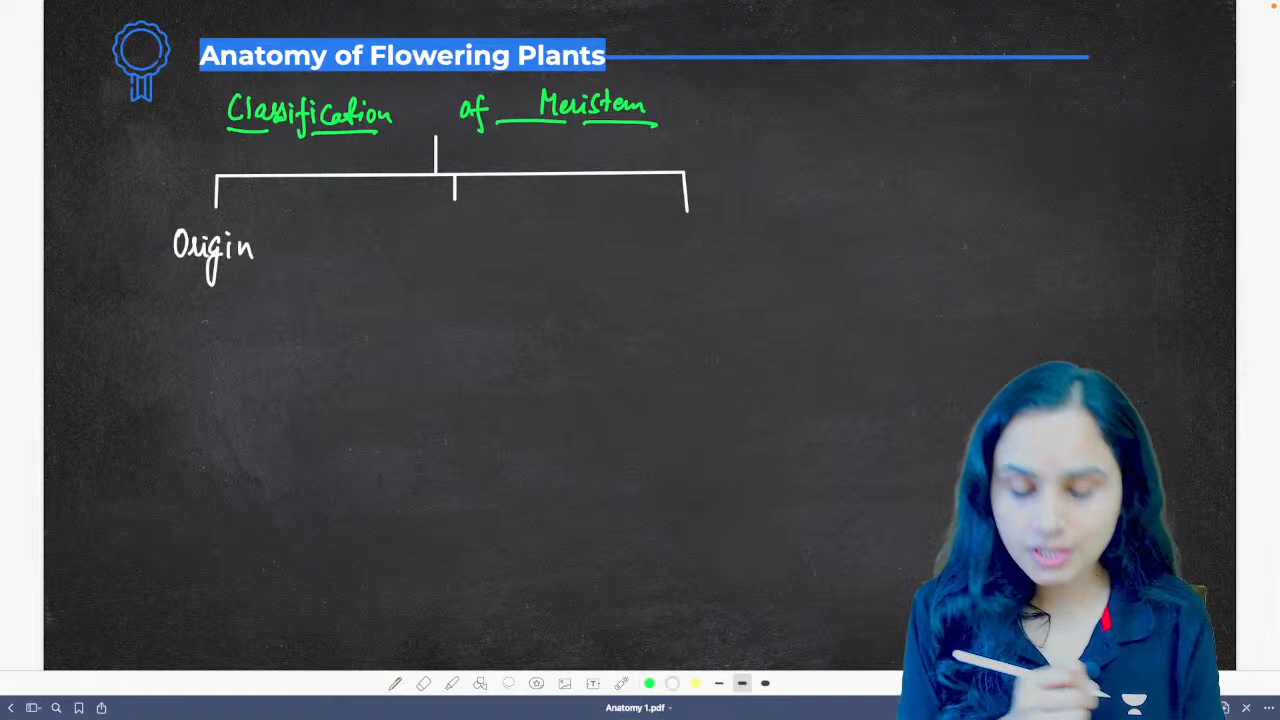 Anatomy of Flowering Plants
Classification of Meristem
Origin
Anatomy 1.pdf